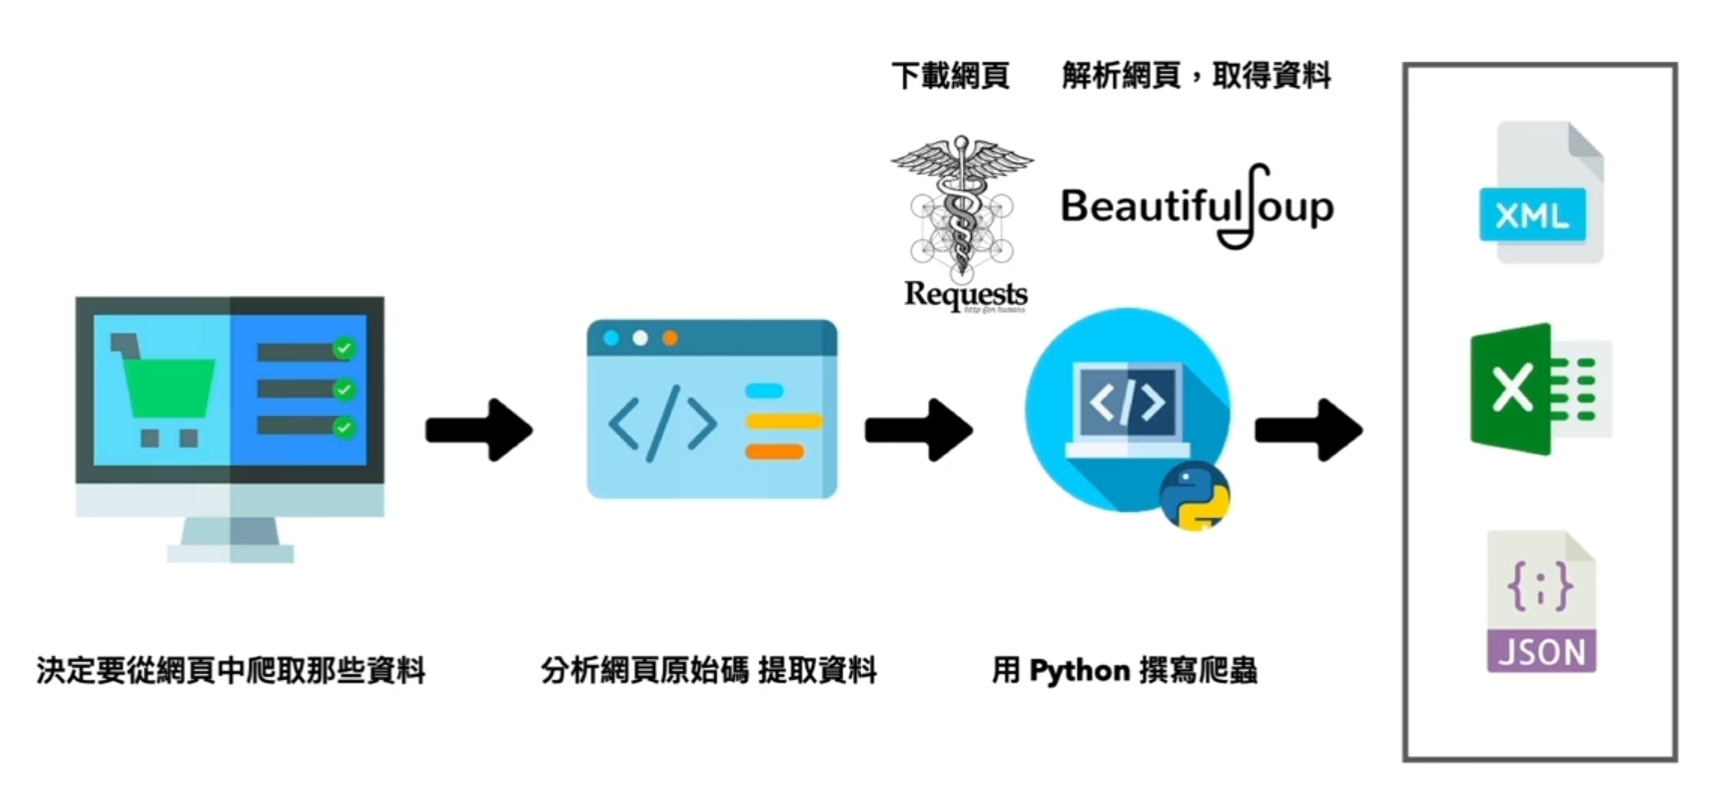 下載網頁
解析網頁，取得資料
Requests
http for humans
BeautifulSoup
XML
X
JSON
決定要從網頁中爬取那些資料
分析網頁原始碼 提取資料
用 Python 撰寫爬蟲